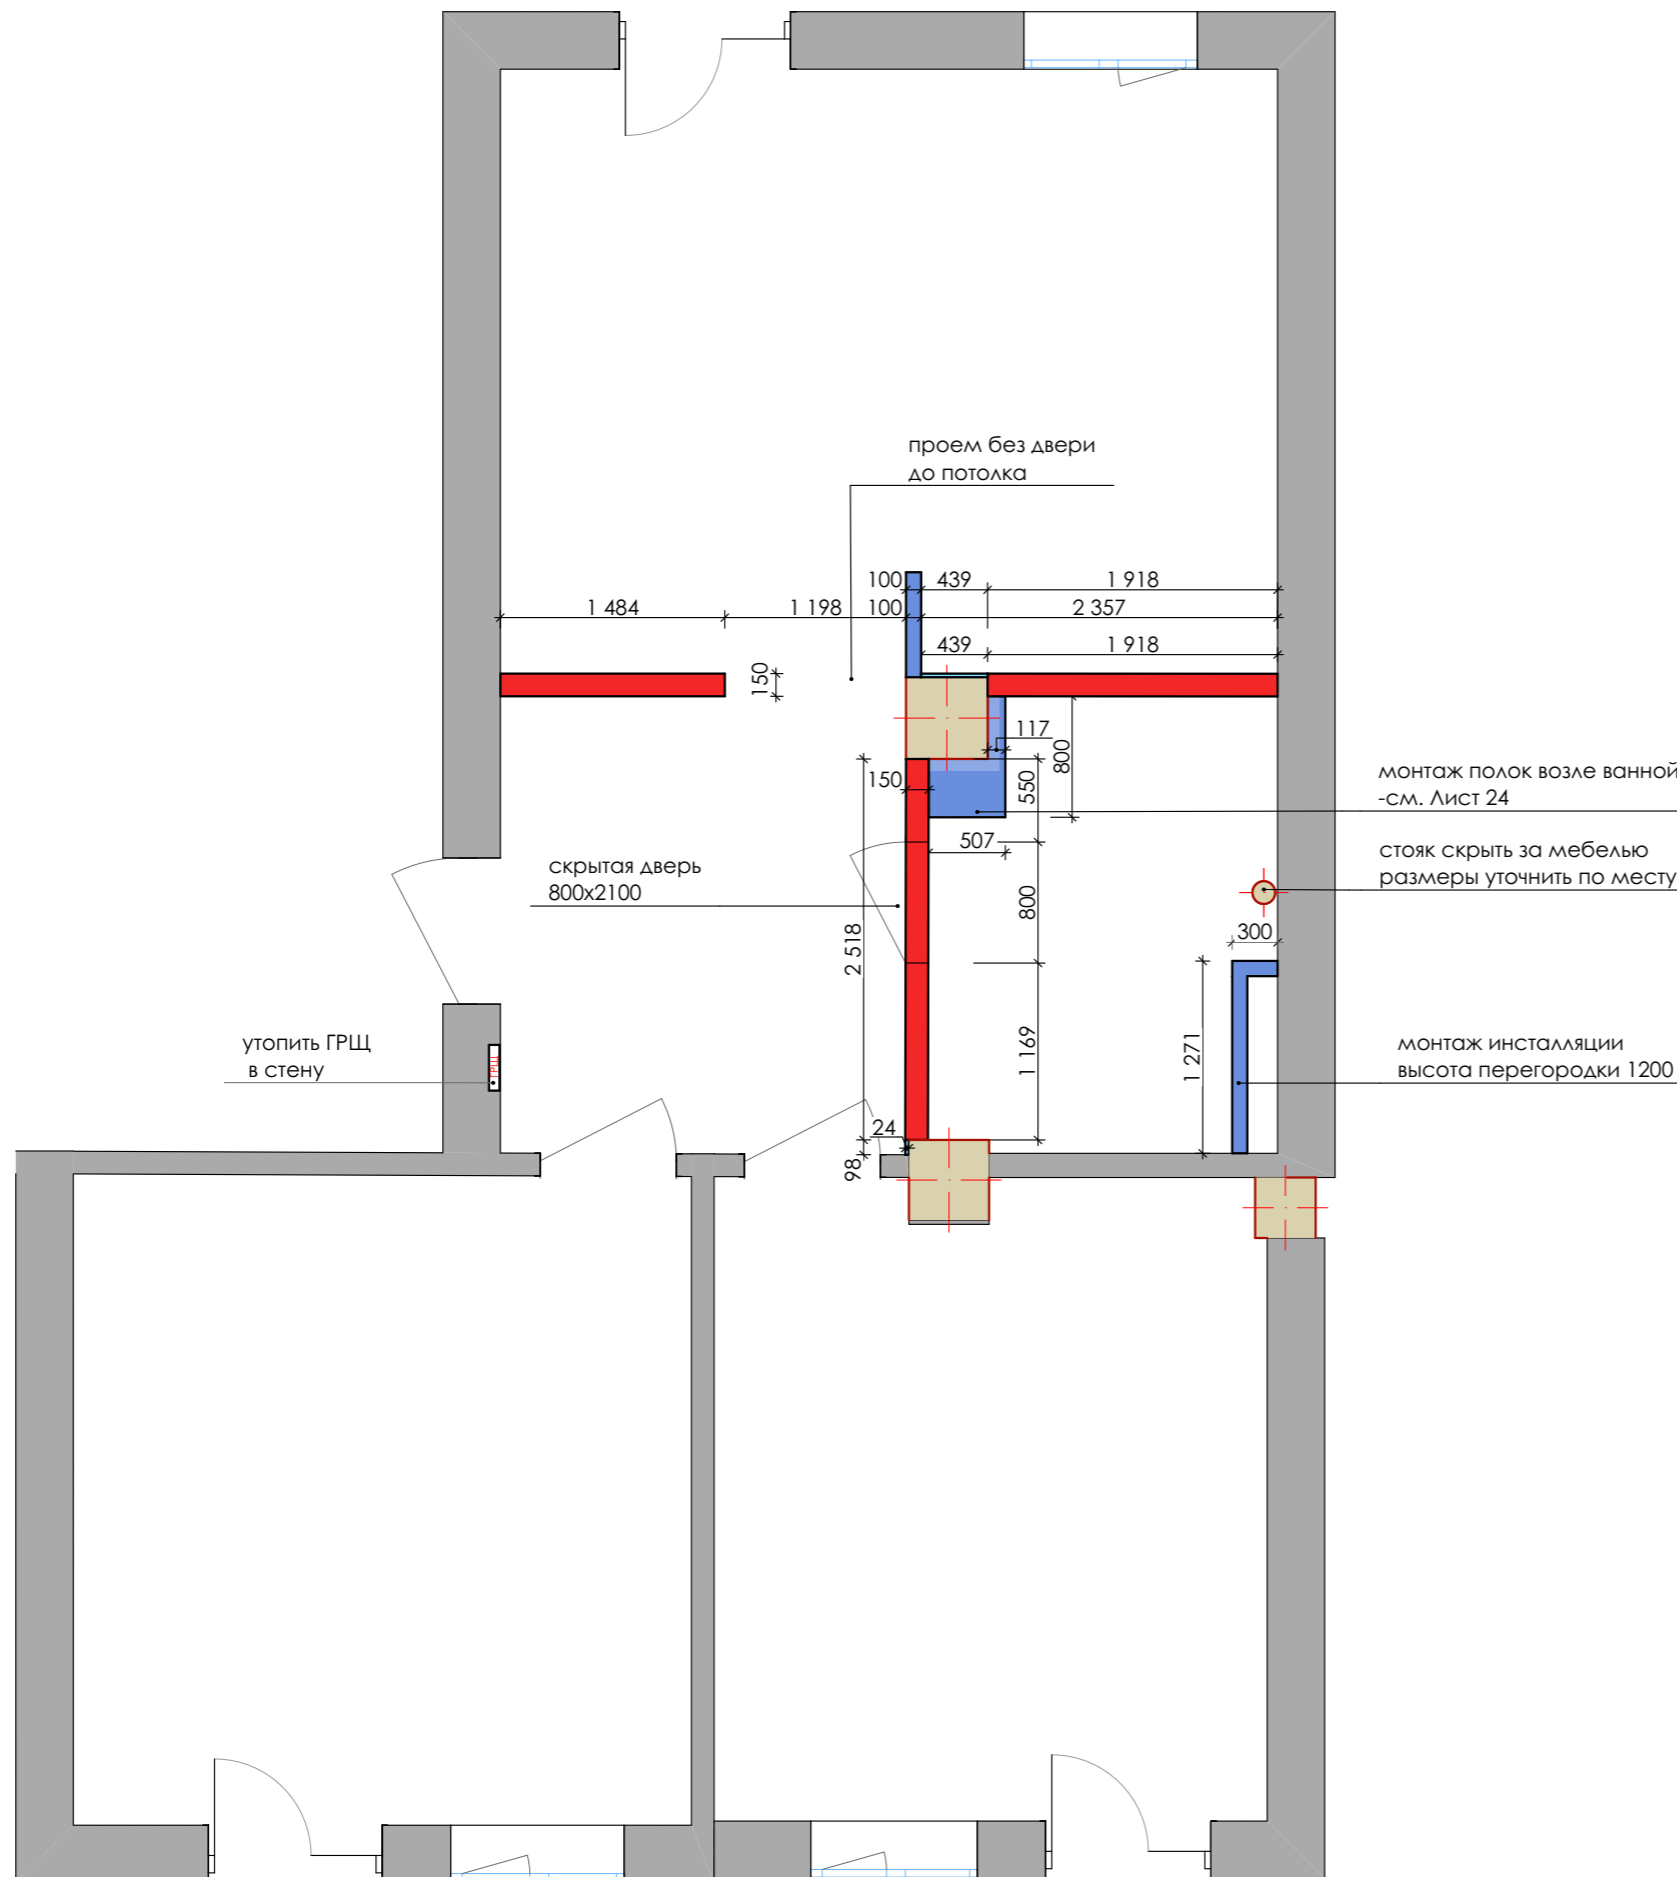 проем без двери
до потолка
100
439
1 918
1 484
1 198
100
2 357
439
1 918
150
117
800
монтаж полок возле ванной
-см. Лист 24
150
550
507
стояк скрыть за мебелью
размеры уточнить по месту
скрытая дверь
800х2100
800
2 518
300
утопить ГРЩ
в стену
ГРЩ
1 169
1 271
монтаж инсталляции
высота перегородки 1200
24
98